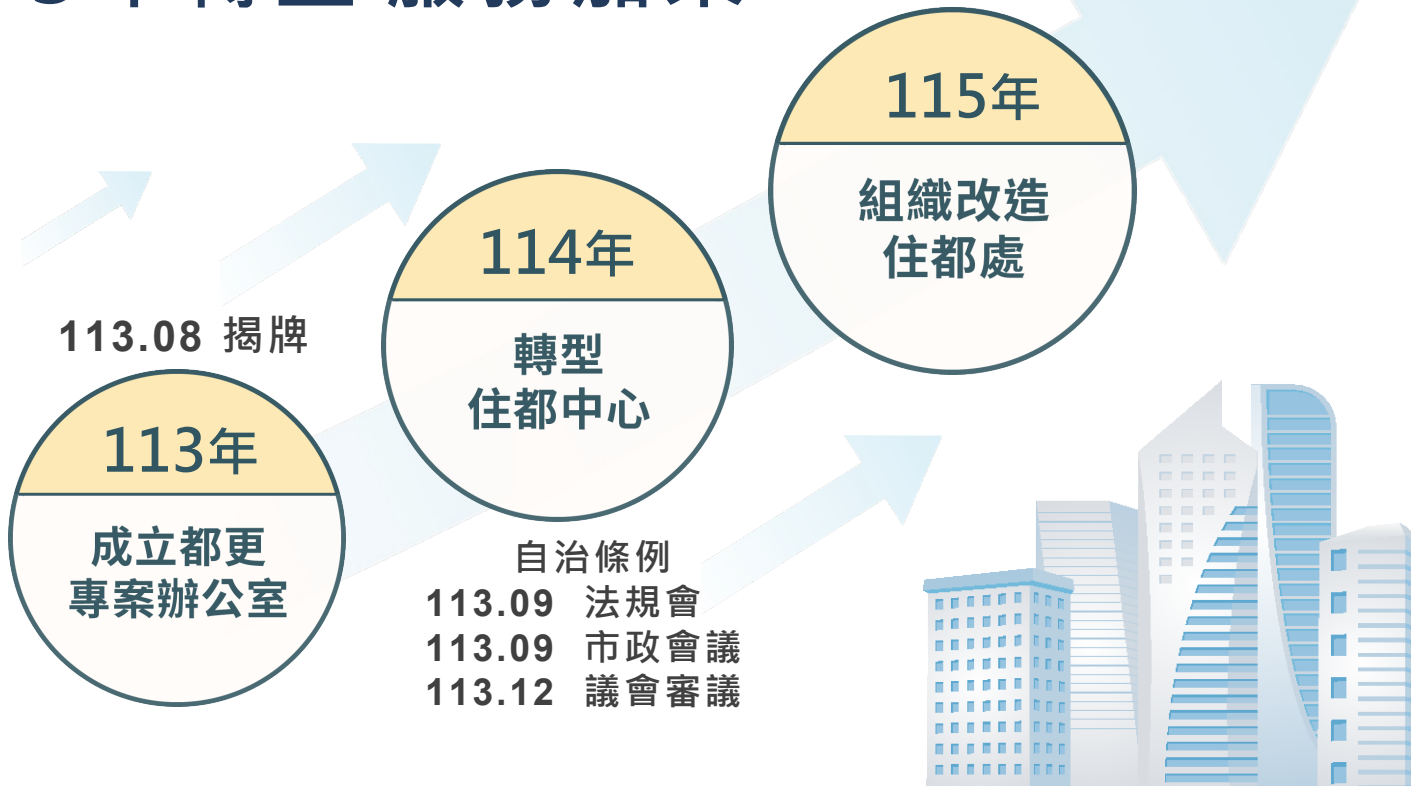 113.08 揭牌
113年
成立都更
專案辦公室
114年
轉型
住都中心
自治條例
113.09 法規會
113.09 市政會議
113.12 議會審議
115年
組織改造
住都處